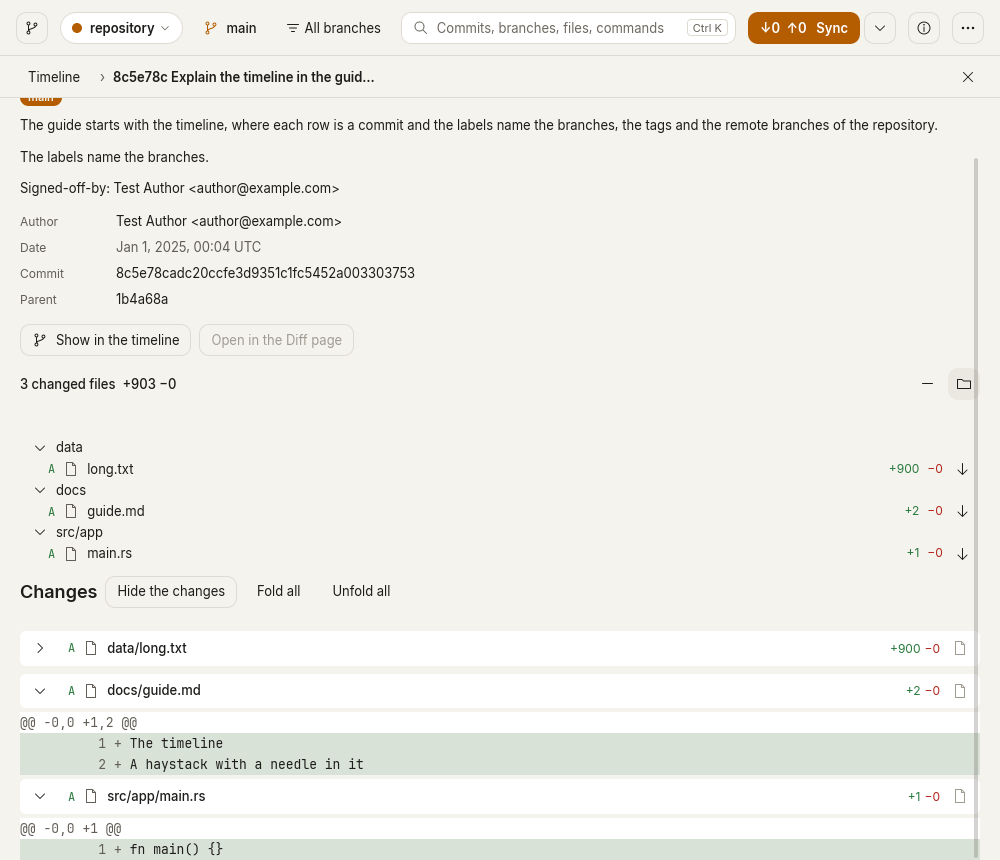 repository
main
All branches
Commits, branches, files, commands
Ctrl K
↓0 ↑0 Sync
Timeline › 8c5e78c Explain the timeline in the guid…
main
The guide starts with the timeline, where each row is a commit and the labels name the branches, the tags and the remote branches of the repository.
The labels name the branches.
Signed-off-by: Test Author <author@example.com>
Author Test Author <author@example.com>
Date Jan 1, 2025, 00:04 UTC
Commit 8c5e78cadc20ccfe3d9351c1fc5452a003303753
Parent 1b4a68a
Show in the timeline
Open in the Diff page
3 changed files +903 −0
data
A long.txt +900 −0
docs
A guide.md +2 −0
src/app
A main.rs +1 −0
Changes Hide the changes Fold all Unfold all
A data/long.txt +900 −0
A docs/guide.md +2 −0
@@ -0,0 +1,2 @@
1 + The timeline
2 + A haystack with a needle in it
A src/app/main.rs +1 −0
@@ -0,0 +1 @@
1 + fn main() {}